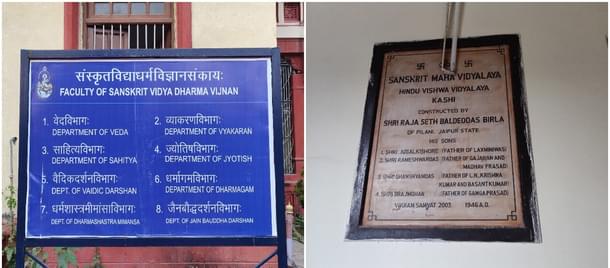 संस्कृतविद्याधर्मविज्ञानसंकायः
FACULTY OF SANSKRIT VIDYA DHARMA VIJNAN
1. वेदविभागः
DEPARTMENT OF VEDA
2. व्याकरणविभागः
DEPARTMENT OF VYAKARAN
3. साहित्यविभागः
DEPARTMENT OF SAHITYA
4. ज्योतिषविभागः
DEPARTMENT OF JYOTISH
5. वैदिकदर्शनविभागः
DEPT. OF VAIDIC DARSHAN
6. धर्मागमविभागः
DEPARTMENT OF DHARMAGAM
7. धर्मशास्त्रमीमांसाविभागः
DEPT. OF DHARMASHASTRA MIMANSA
8. जैनबौद्धदर्शनविभागः
DEPT. OF JAIN BAUDDHA DARSHAN
SANSKRIT MAHA VIDYALAYA
HINDU VISHWA VIDYALAYA
KASHI
CONSTRUCTED BY
SHRI RAJA SETH BALDEODAS BIRLA
OF PILANI, JAIPUR STATE.
HIS SONS
1. SHRI JUGALKISHORE (FATHER OF LAXMINIWAS)
2. SHRI RAMESHWARDAS (FATHER OF GAJANAN AND
MADHAV PRASAD)
3. SHRI GHANSHYAMDAS (FATHER OF L.N. KRISHNA
KUMAR AND BASANT KUMAR)
4. SHRI BRAJMOHAN (FATHER OF GANGA PRASAD)
VIKRAM SAMVAT 2003 1946 A.D.